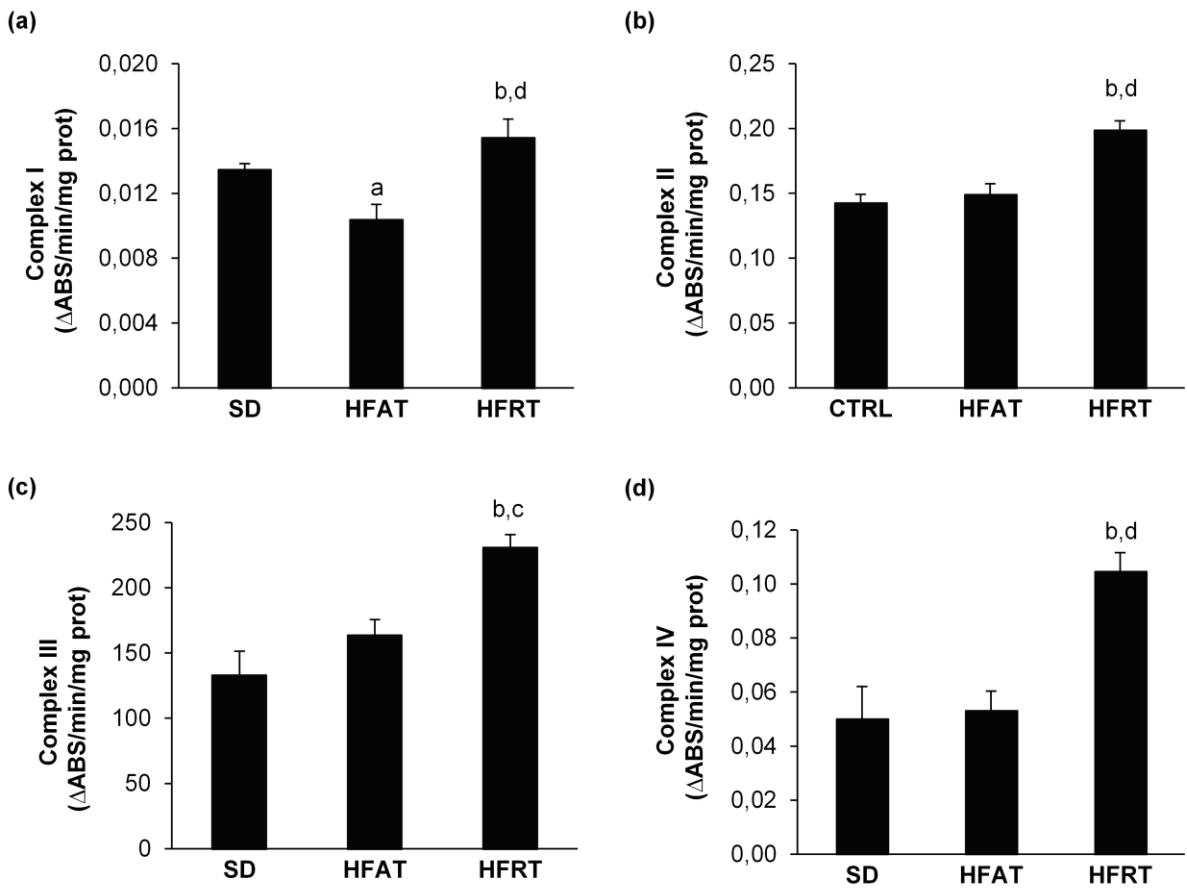 (a)
Complex I
(ΔABS/min/mg prot)
0,020
0,016
0,012
0,008
0,004
0,000
a
b,d
SD HFAT HFRT
(b)
Complex II
(ΔABS/min/mg prot)
0,25
0,20
0,15
0,10
0,05
0,00
b,d
CTRL HFAT HFRT
(c)
Complex III
(ΔABS/min/mg prot)
250
200
150
100
50
0
b,c
SD HFAT HFRT
(d)
Complex IV
(ΔABS/min/mg prot)
0,12
0,10
0,08
0,06
0,04
0,02
0,00
b,d
SD HFAT HFRT